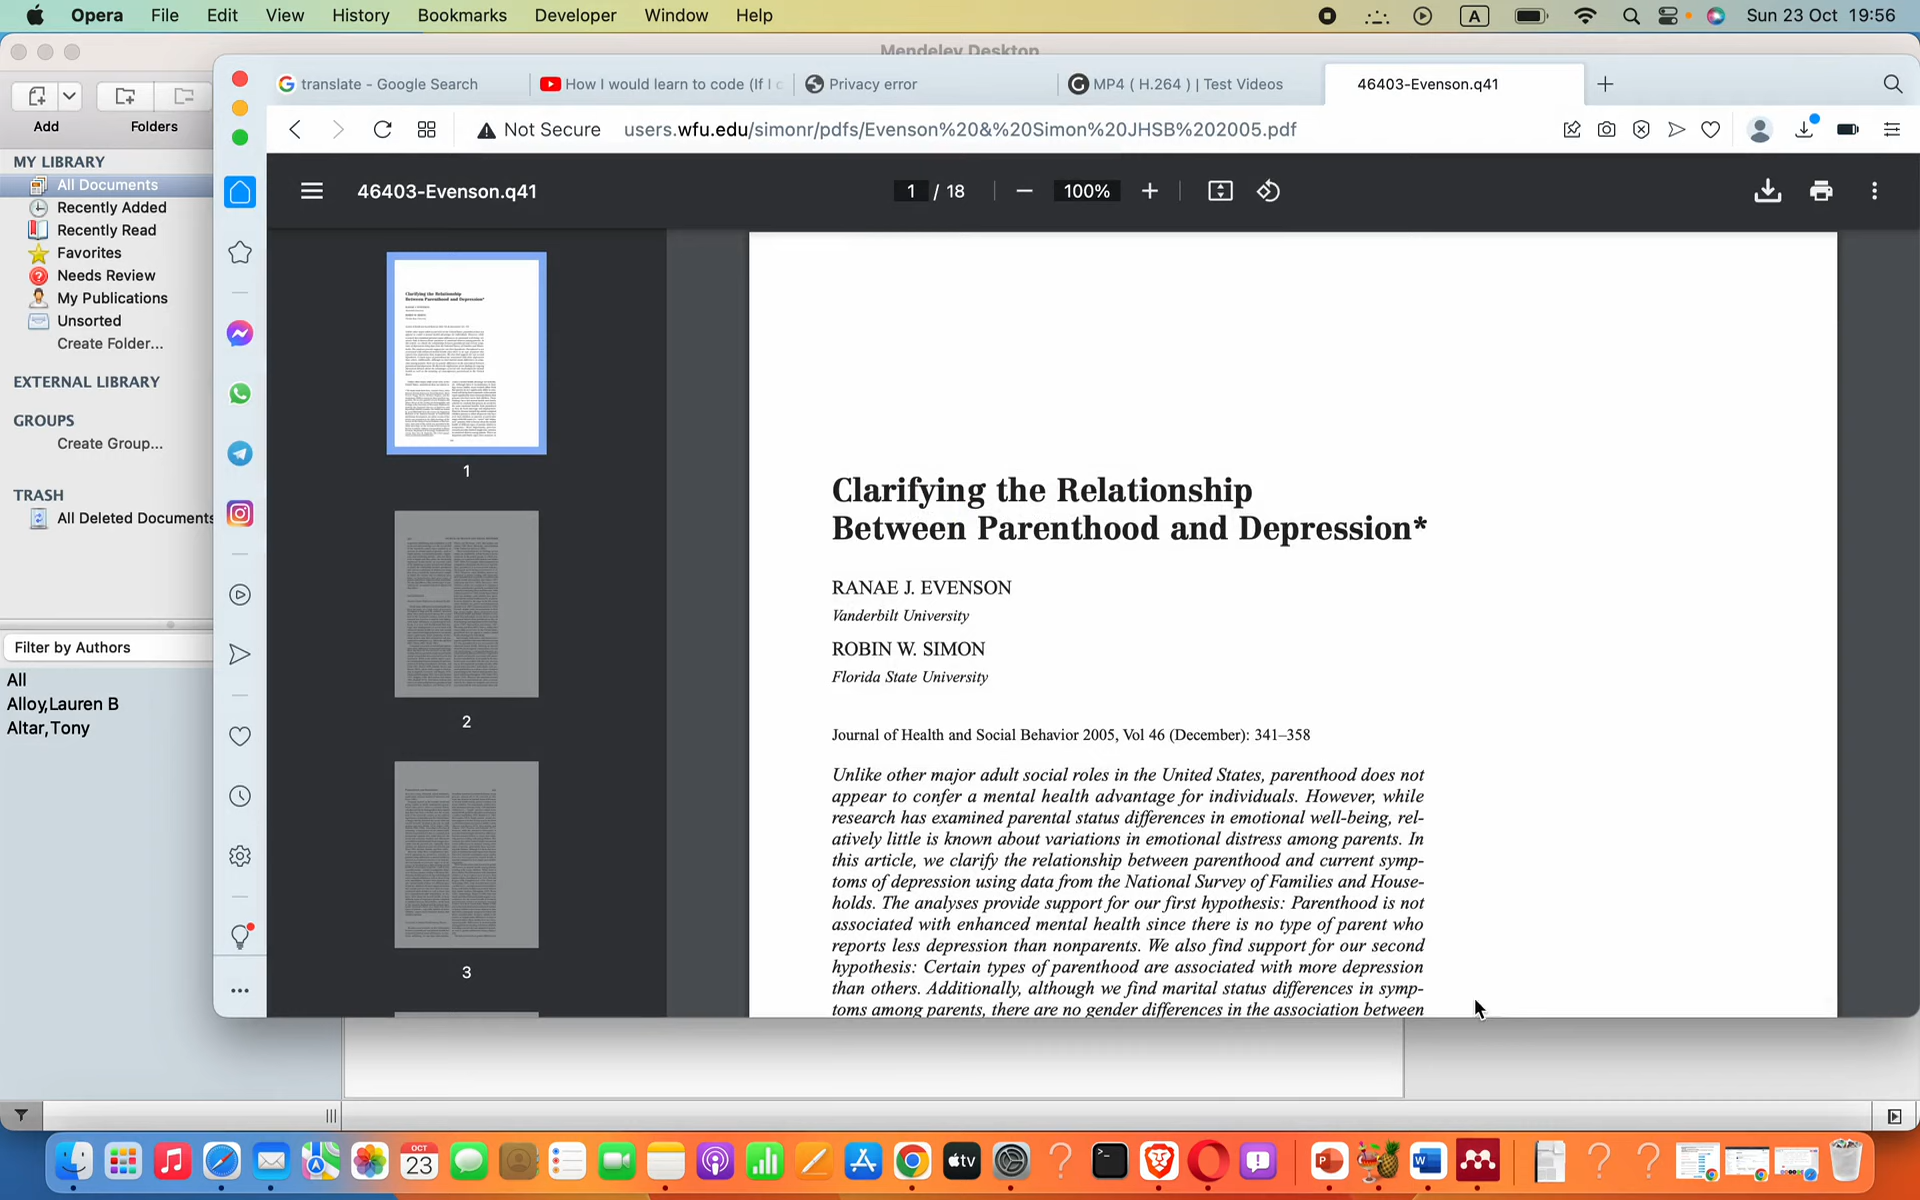 Opera File Edit View History Bookmarks Developer Window Help A Sun 23 Oct 19:56
Mendeley Desktop
translate - Google Search
How I would learn to code (If I c
Privacy error
MP4 ( H.264 ) | Test Videos
46403-Evenson.q41
Add
Folders
Not Secure users.wfu.edu/simonr/pdfs/Evenson%20&%20Simon%20JHSB%202005.pdf
MY LIBRARY
All Documents
Recently Added
Recently Read
Favorites
Needs Review
My Publications
Unsorted
Create Folder...
EXTERNAL LIBRARY
GROUPS
Create Group...
TRASH
All Deleted Documents
Filter by Authors
All
Alloy,Lauren B
Altar,Tony
46403-Evenson.q41
1 / 18
100%
Clarifying the Relationship
Between Parenthood and Depression*
1
2
3
Clarifying the Relationship
Between Parenthood and Depression*
RANAE J. EVENSON
Vanderbilt University
ROBIN W. SIMON
Florida State University
Journal of Health and Social Behavior 2005, Vol 46 (December): 341–358
Unlike other major adult social roles in the United States, parenthood does not
appear to confer a mental health advantage for individuals. However, while
research has examined parental status differences in emotional well-being, rel-
atively little is known about variations in emotional distress among parents. In
this article, we clarify the relationship between parenthood and current symp-
toms of depression using data from the National Survey of Families and House-
holds. The analyses provide support for our first hypothesis: Parenthood is not
associated with enhanced mental health since there is no type of parent who
reports less depression than nonparents. We also find support for our second
hypothesis: Certain types of parenthood are associated with more depression
than others. Additionally, although we find marital status differences in symp-
toms among parents, there are no gender differences in the association between
OCT
23
tv